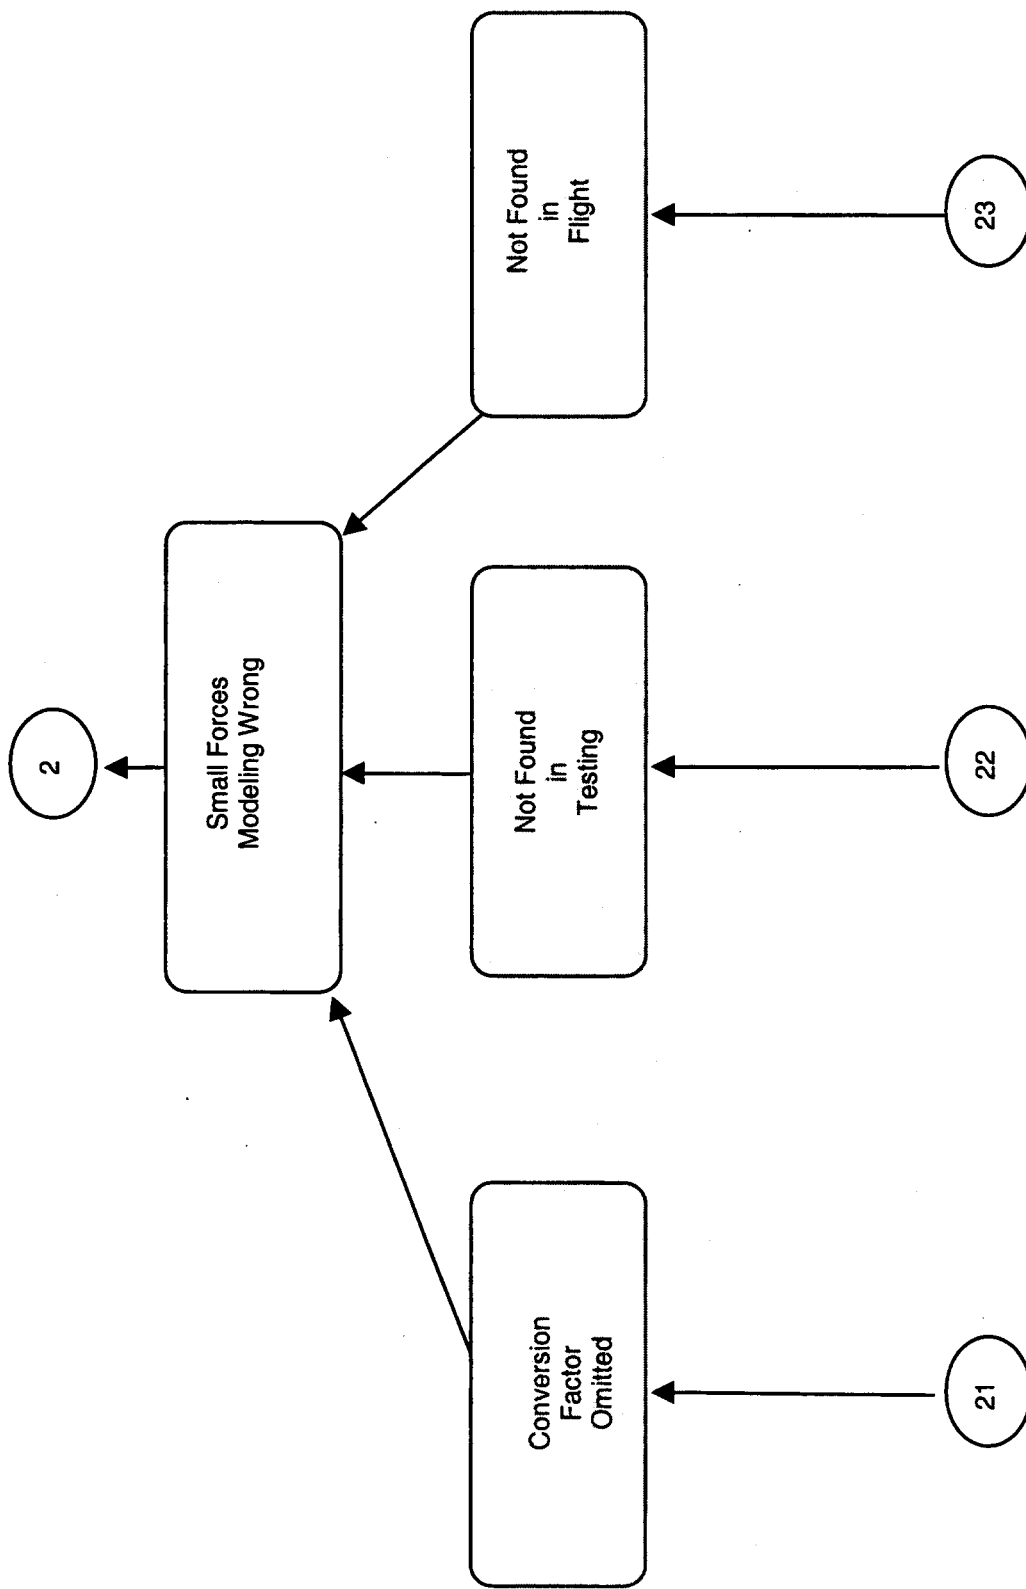 2
Small Forces
Modeling Wrong
Conversion
Factor
Omitted
Not Found
in
Testing
Not Found
in
Flight
21
22
23